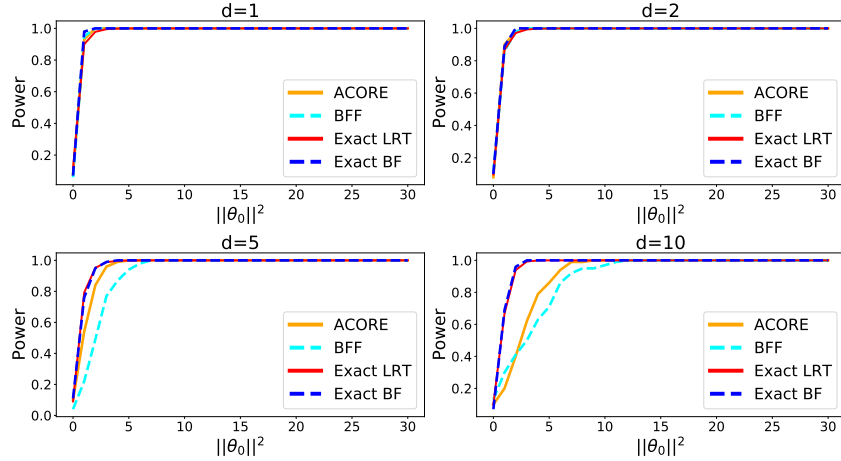 d=1
1.0
0.8
0.6
0.4
0.2
Power
0
5
10
15
20
25
30
||θ₀||²
ACORE
BFF
Exact LRT
Exact BF
d=2
1.0
0.8
0.6
0.4
0.2
Power
0
5
10
15
20
25
30
||θ₀||²
ACORE
BFF
Exact LRT
Exact BF
d=5
1.0
0.8
0.6
0.4
0.2
0.0
Power
0
5
10
15
20
25
30
||θ₀||²
ACORE
BFF
Exact LRT
Exact BF
d=10
1.0
0.8
0.6
0.4
0.2
Power
0
5
10
15
20
25
30
||θ₀||²
ACORE
BFF
Exact LRT
Exact BF